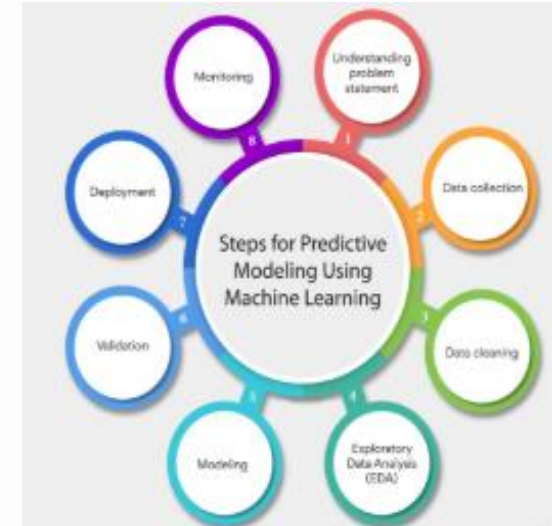 Steps for Predictive
Modeling Using
Machine Learning
1
Understanding
problem
statement
2
Data collection
3
Data cleaning
4
Exploratory
Data Analysis
(EDA)
5
Modeling
6
Validation
7
Deployment
8
Monitoring